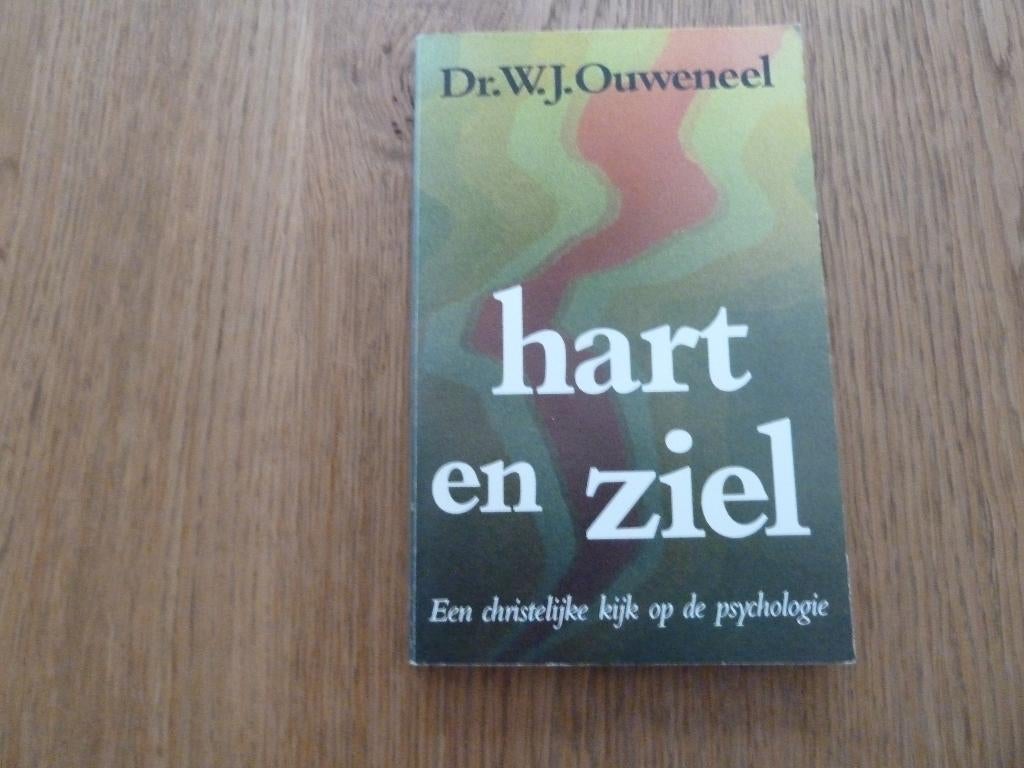 Dr. W.J. Ouweneel
hart
en ziel
Een christelijke kijk op de psychologie